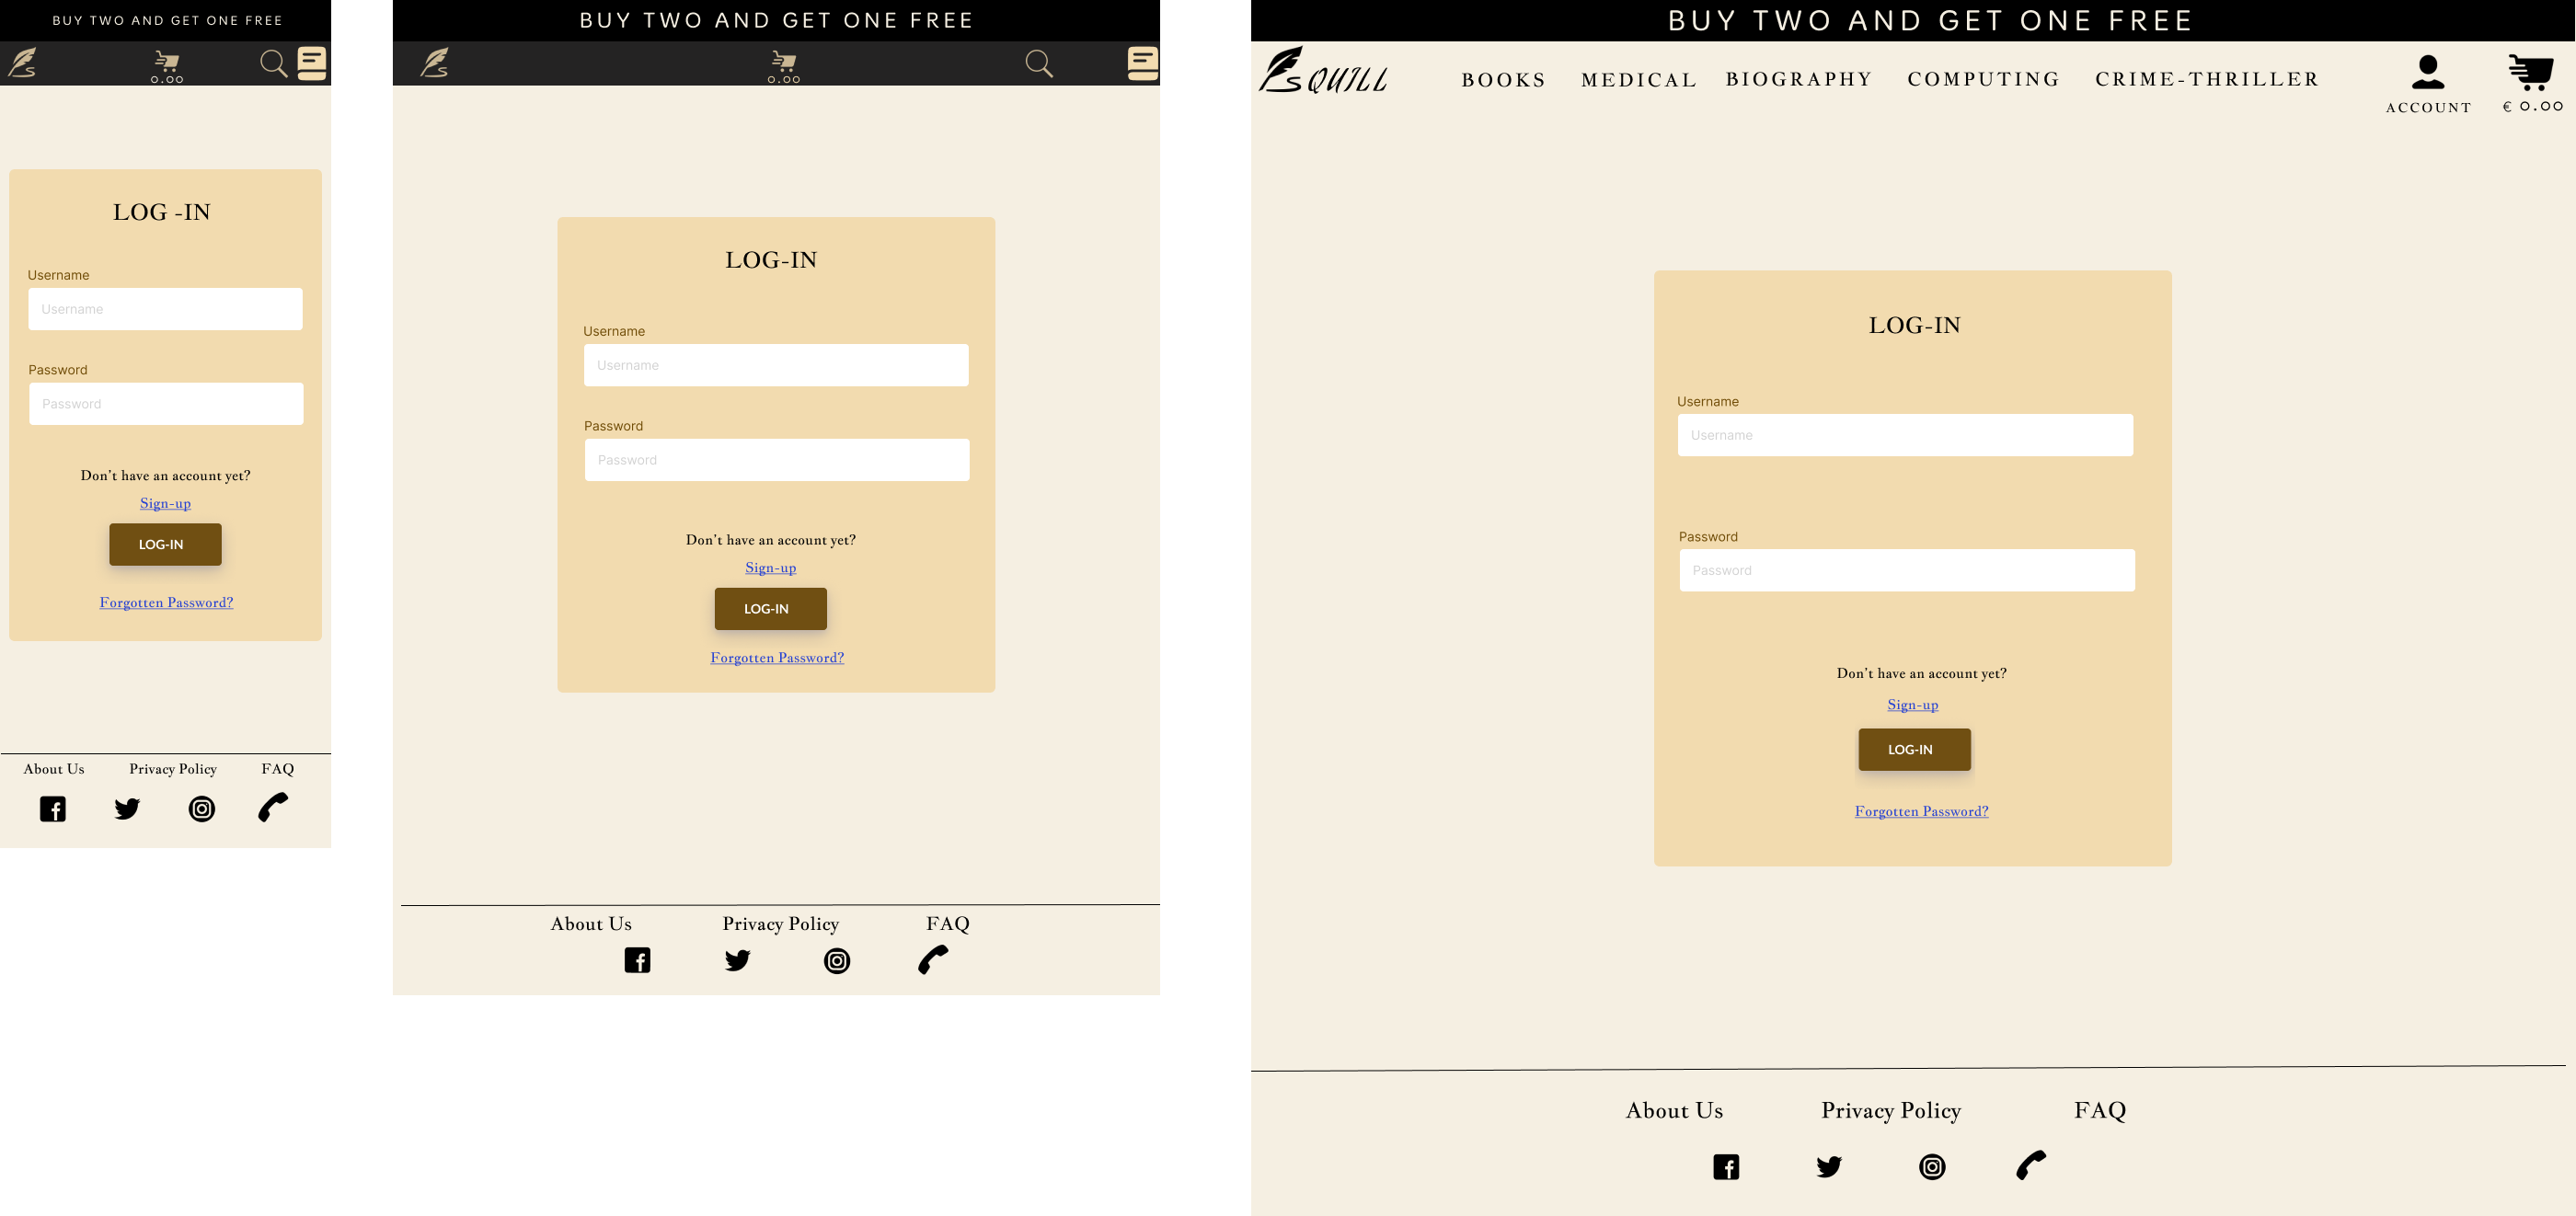 BUY TWO AND GET ONE FREE
0.00
LOG -IN
Username
Username
Password
Password
Don't have an account yet?
Sign-up
LOG-IN
Forgotten Password?
About Us Privacy Policy FAQ
BUY TWO AND GET ONE FREE
0.00
LOG-IN
Username
Username
Password
Password
Don't have an account yet?
Sign-up
LOG-IN
Forgotten Password?
About Us Privacy Policy FAQ
BUY TWO AND GET ONE FREE
QUILL BOOKS MEDICAL BIOGRAPHY COMPUTING CRIME-THRILLER
ACCOUNT € 0.00
LOG-IN
Username
Username
Password
Password
Don't have an account yet?
Sign-up
LOG-IN
Forgotten Password?
About Us Privacy Policy FAQ